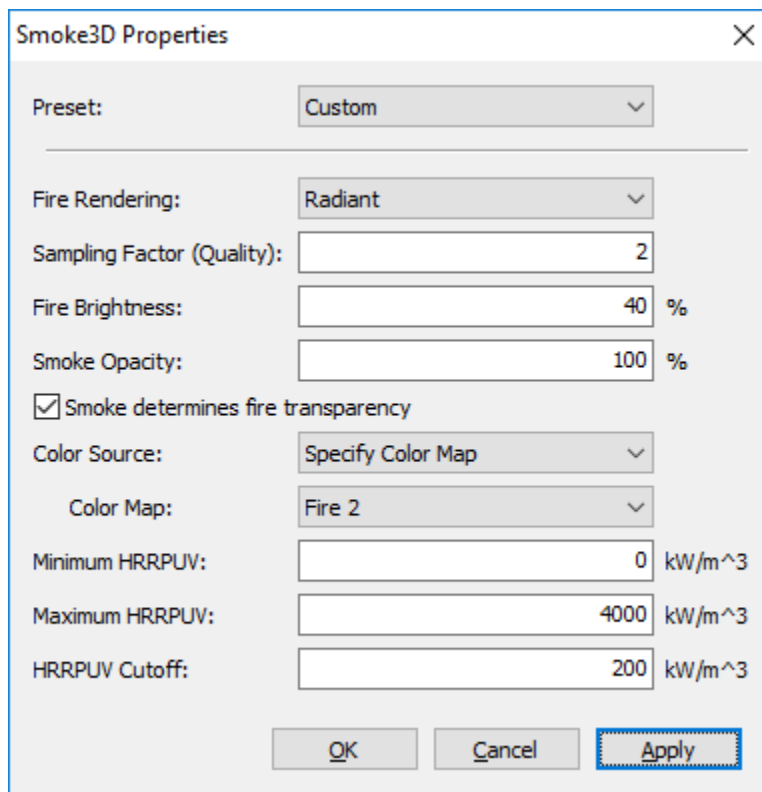 Smoke3D Properties
Preset: Custom
Fire Rendering: Radiant
Sampling Factor (Quality): 2
Fire Brightness: 40 %
Smoke Opacity: 100 %
Smoke determines fire transparency
Color Source: Specify Color Map
Color Map: Fire 2
Minimum HRRPUV: 0 kW/m^3
Maximum HRRPUV: 4000 kW/m^3
HRRPUV Cutoff: 200 kW/m^3
OK Cancel Apply